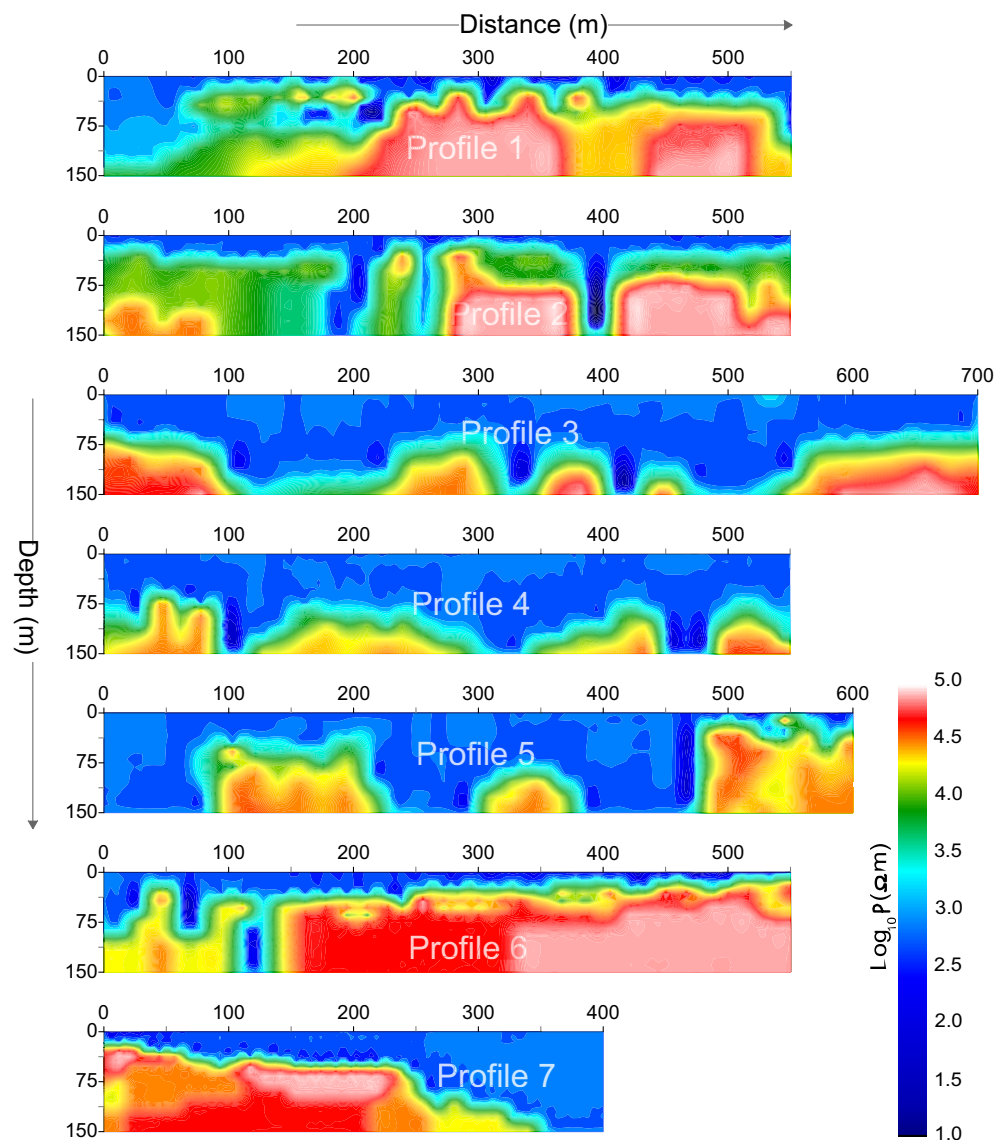 Distance (m)
0 100 200 300 400 500
0
75
150
Profile 1
0 100 200 300 400 500
0
75
150
Profile 2
0 100 200 300 400 500 600 700
0
75
150
Profile 3
0 100 200 300 400 500
0
75
150
Profile 4
0 100 200 300 400 500 600
0
75
150
Profile 5
0 100 200 300 400 500
0
75
150
Profile 6
0 100 200 300 400
0
75
150
Profile 7
Depth (m)
Log10 ρ(Ωm)
5.0
4.5
4.0
3.5
3.0
2.5
2.0
1.5
1.0